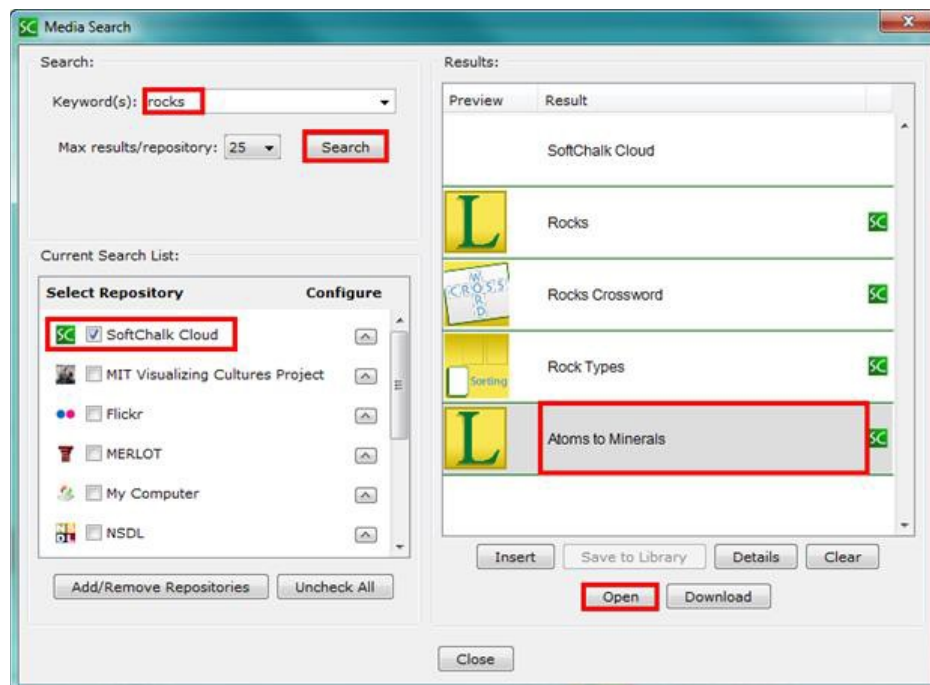 SC Media Search
Search:
Keyword(s): rocks
Max results/repository: 25 Search
Current Search List:
Select Repository Configure
SC SoftChalk Cloud
MIT Visualizing Cultures Project
Flickr
MERLOT
My Computer
NSDL
Add/Remove Repositories Uncheck All
Results:
Preview Result
SoftChalk Cloud
L Rocks SC
CROSS WORD Rocks Crossword SC
Sorting Rock Types SC
L Atoms to Minerals SC
Insert Save to Library Details Clear
Open Download
Close